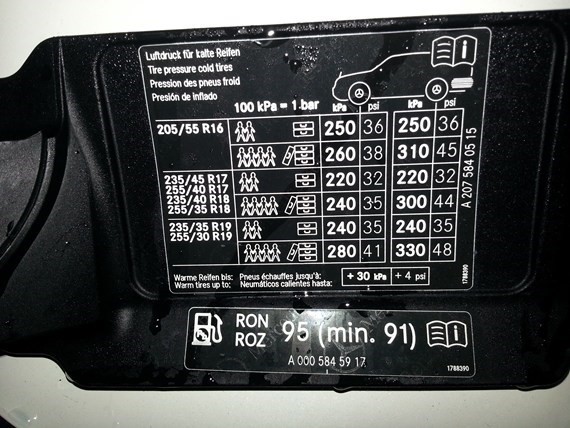 Luftdruck für kalte Reifen
Tire pressure cold tires
Pression des pneus froid
Presión de inflado
100 kPa = 1 bar kPa psi kPa psi
205/55 R16 250 36 250 36
260 38 310 45
235/45 R17
255/40 R17 220 32 220 32
235/40 R18
255/35 R18 240 35 300 44
235/35 R19
255/30 R19 240 35 240 35
280 41 330 48
Warme Reifen bis: Pneus échauffes jusqu'à:
Warm tires up to: Neumáticos calientes hasta:
+ 30 kPa + 4 psi
A 207 584 05 15
1788390
RON
ROZ 95 (min. 91)
A 000 584 59 17
1788390